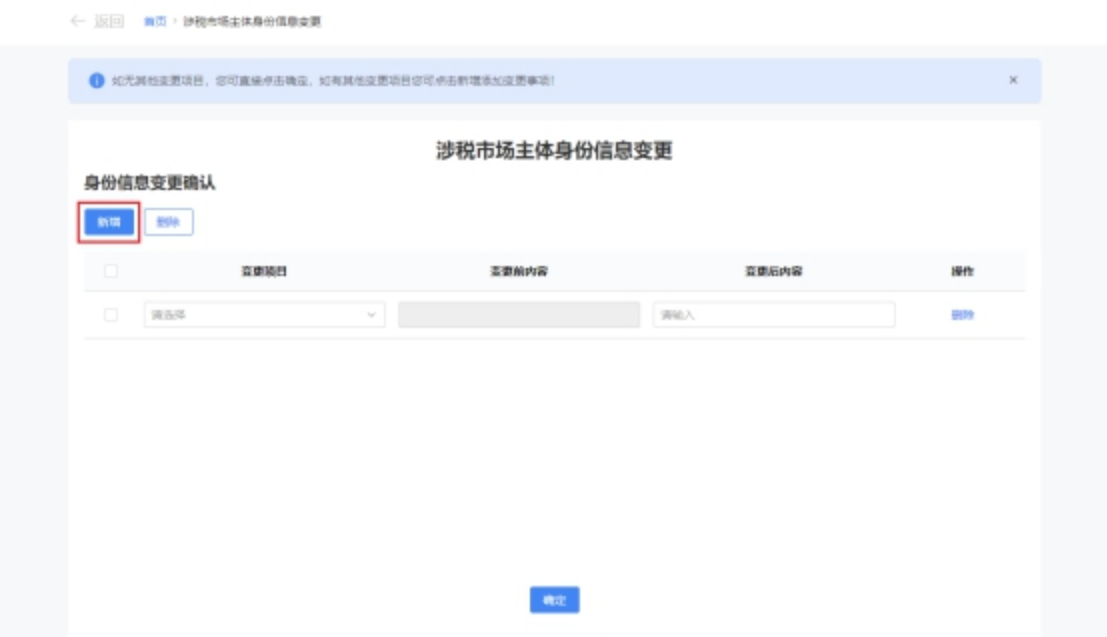 ← 返回 首页 › 涉税市场主体身份信息变更
如无其他变更项目，您可直接点击确定，如有其他变更项目您可点击新增添加变更事项！ ×
涉税市场主体身份信息变更
身份信息变更确认
新增 删除
变更项目 变更前内容 变更后内容 操作
请选择 请输入 删除
确定